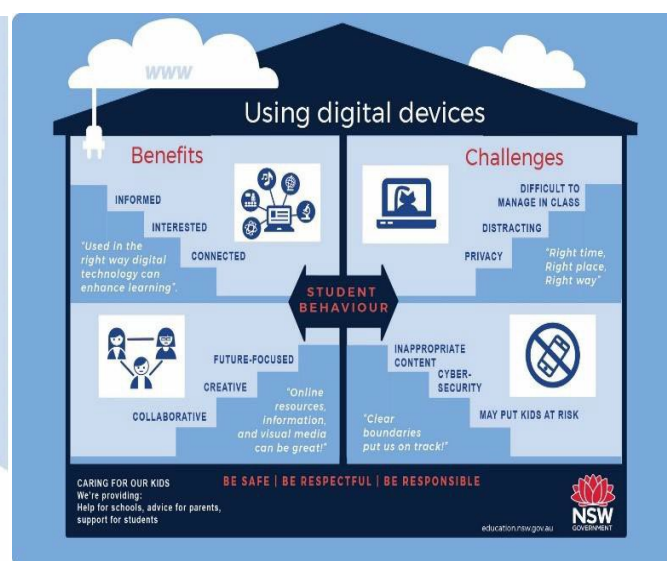 www
Using digital devices
Benefits
INFORMED
INTERESTED
CONNECTED
"Used in the
right way digital
technology can
enhance learning".
Challenges
DIFFICULT TO
MANAGE IN CLASS
DISTRACTING
PRIVACY
"Right time,
Right place,
Right way"
STUDENT
BEHAVIOUR
FUTURE-FOCUSED
CREATIVE
COLLABORATIVE
"Online
resources,
information,
and visual media
can be great!"
INAPPROPRIATE
CONTENT
CYBER-
SECURITY
MAY PUT KIDS AT RISK
"Clear
boundaries
put us on track!"
CARING FOR OUR KIDS
We're providing:
Help for schools, advice for parents,
support for students
BE SAFE | BE RESPECTFUL | BE RESPONSIBLE
education.nsw.gov.au
NSW
GOVERNMENT